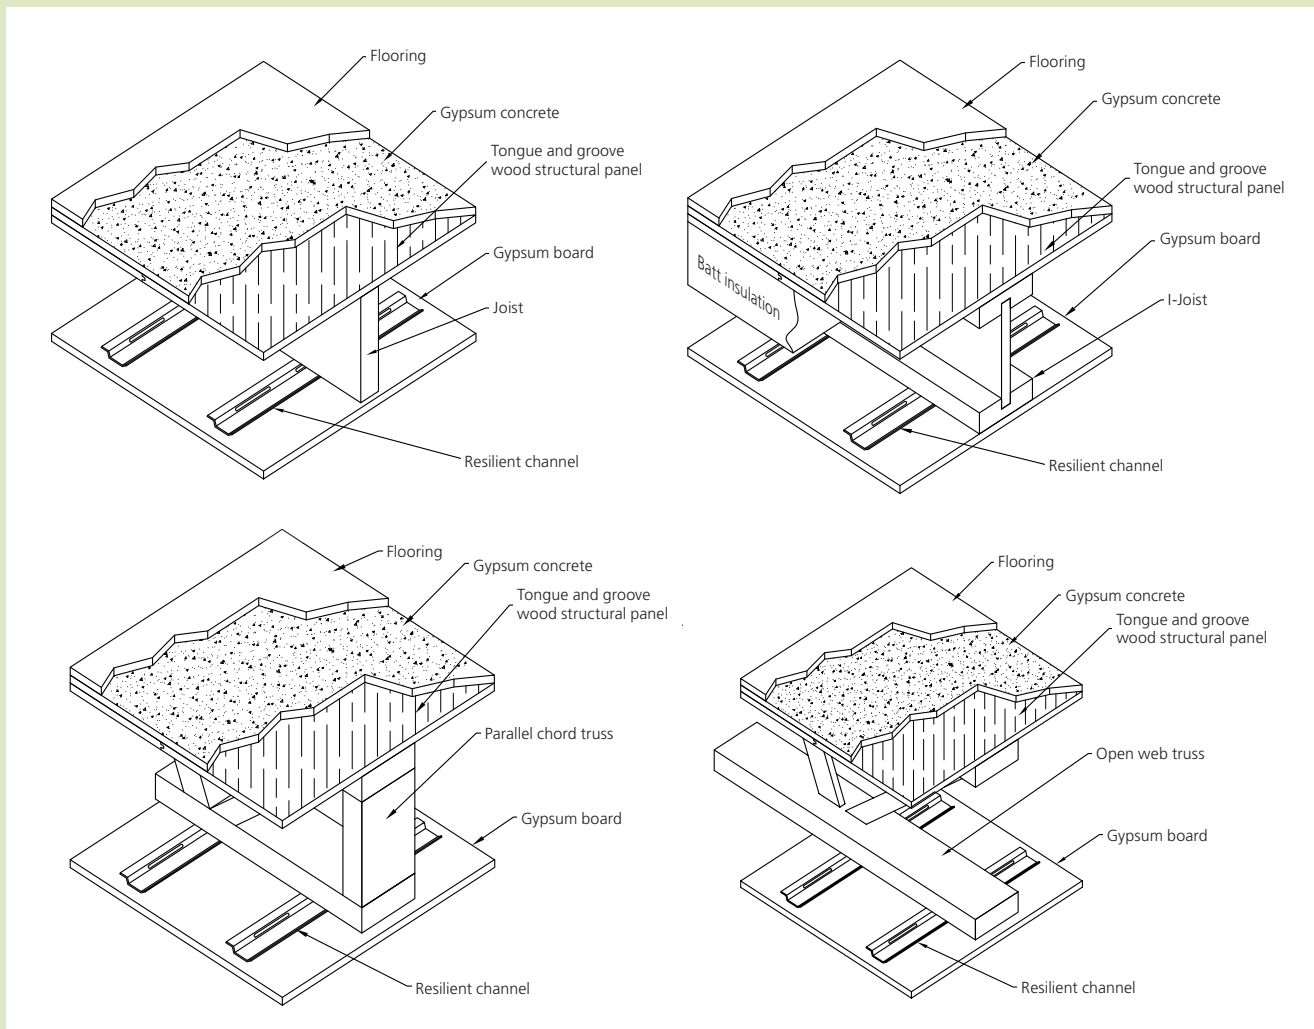 Flooring
Gypsum concrete
Tongue and groove
wood structural panel
Gypsum board
Joist
Resilient channel
Flooring
Gypsum concrete
Tongue and groove
wood structural panel
Gypsum board
Batt insulation
I-Joist
Resilient channel
Flooring
Gypsum concrete
Tongue and groove
wood structural panel
Parallel chord truss
Gypsum board
Resilient channel
Flooring
Gypsum concrete
Tongue and groove
wood structural panel
Open web truss
Gypsum board
Resilient channel